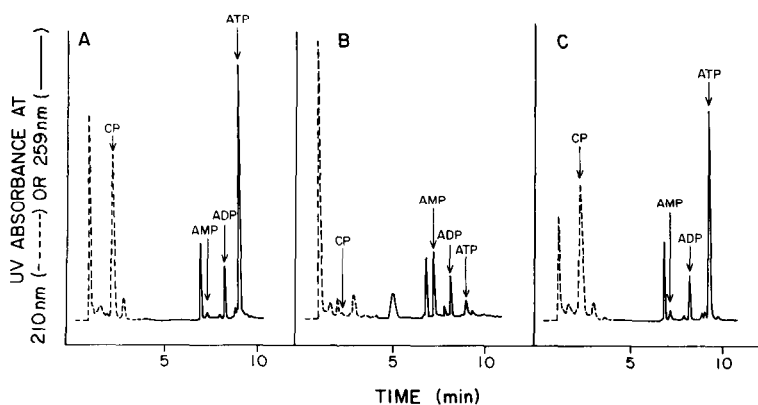 UV ABSORBANCE AT
210nm (-----) OR 259nm (———)
A
CP
AMP
ADP
ATP
5
10
B
CP
AMP
ADP
ATP
5
10
C
CP
AMP
ADP
ATP
5
10
TIME (min)